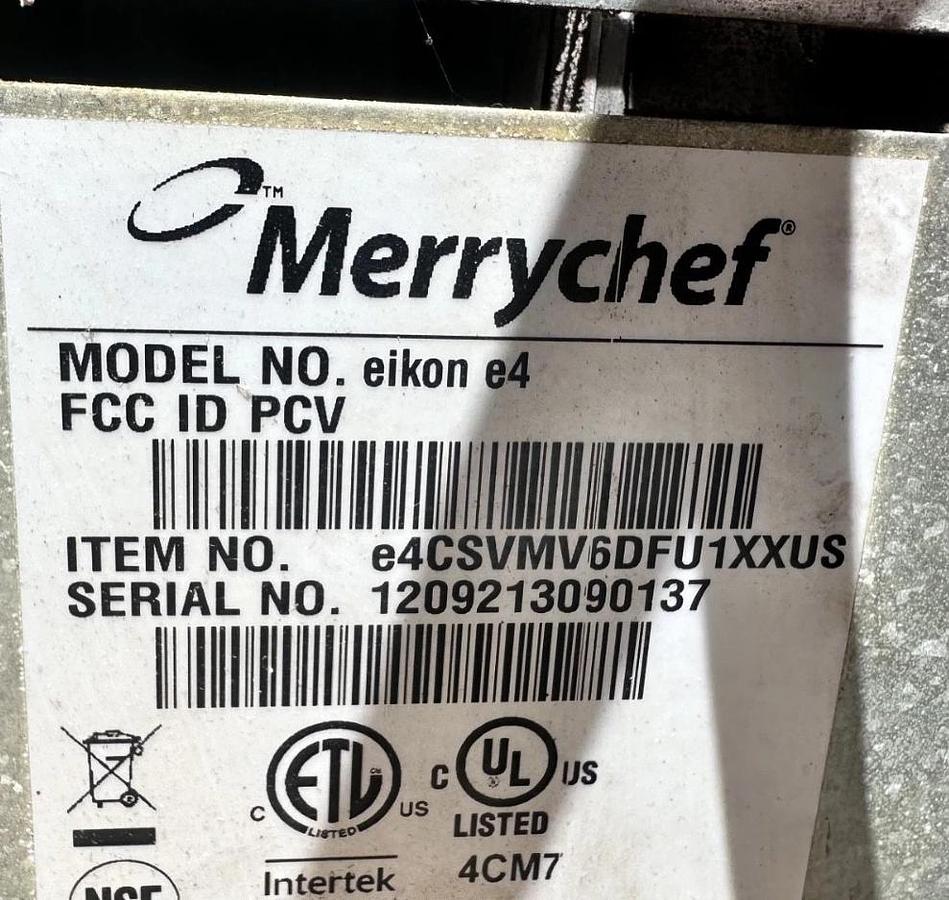 Merrychef®
MODEL NO. eikon e4
FCC ID PCV
ITEM NO. e4CSVMV6DFU1XXUS
SERIAL NO. 1209213090137
C ETL US
LISTED
C UL US
LISTED
Intertek
4CM7
NSF